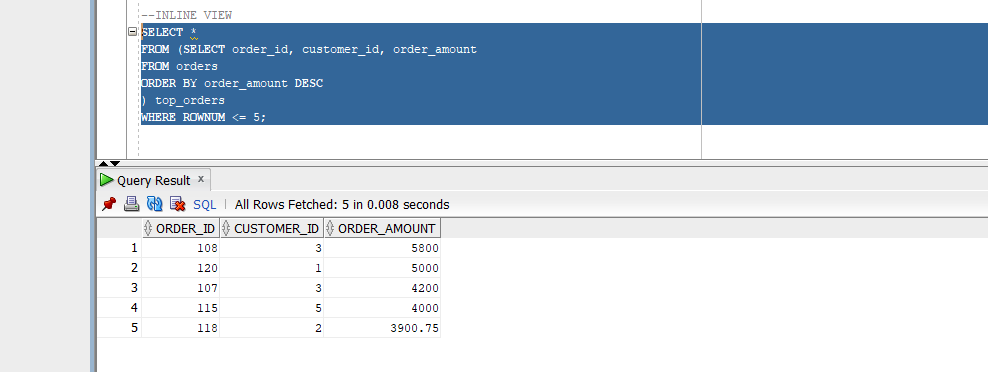 --INLINE VIEW
SELECT *
FROM (SELECT order_id, customer_id, order_amount
FROM orders
ORDER BY order_amount DESC
) top_orders
WHERE ROWNUM <= 5;
Query Result x
SQL | All Rows Fetched: 5 in 0.008 seconds
ORDER_ID CUSTOMER_ID ORDER_AMOUNT
1 108 3 5800
2 120 1 5000
3 107 3 4200
4 115 5 4000
5 118 2 3900.75